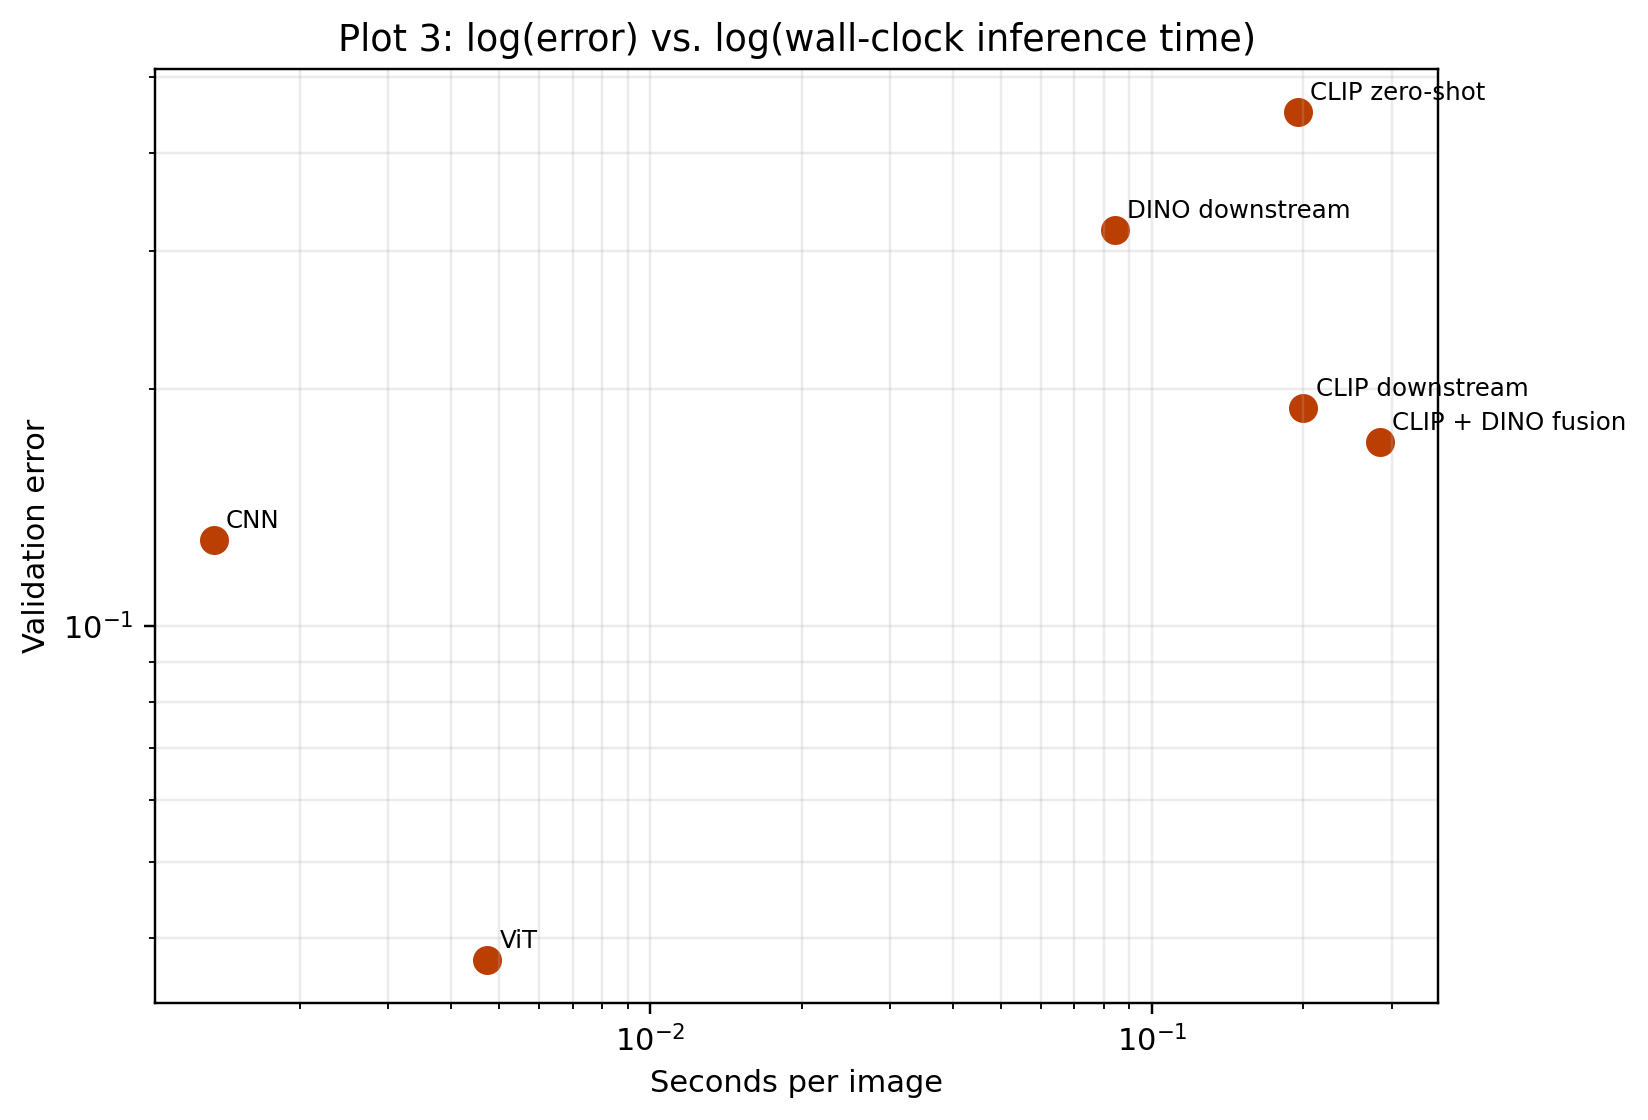 Plot 3: log(error) vs. log(wall-clock inference time)
CLIP zero-shot
DINO downstream
CLIP downstream
CLIP + DINO fusion
CNN
ViT
Validation error
10⁻¹
10⁻² 10⁻¹
Seconds per image